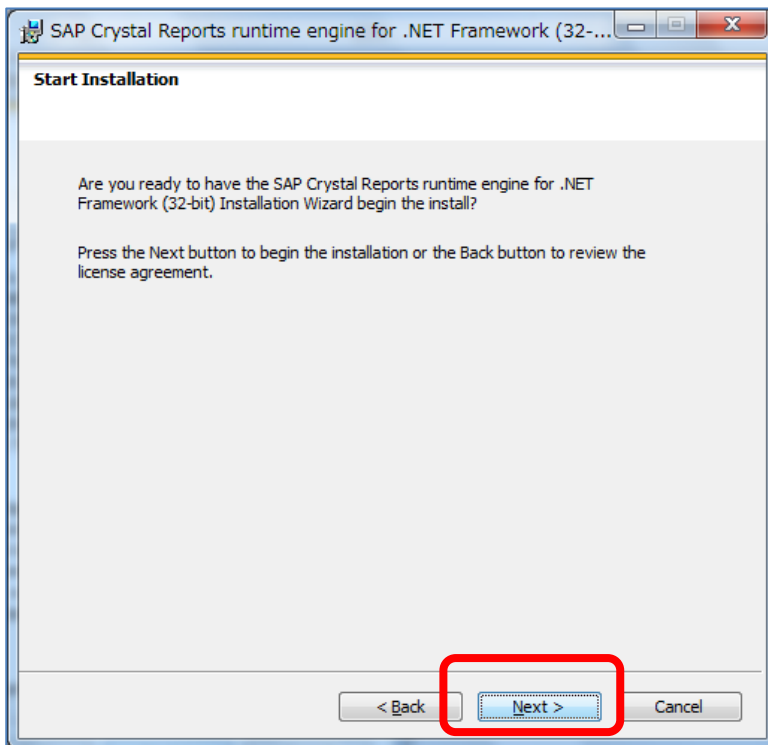 SAP Crystal Reports runtime engine for .NET Framework (32-...
Start Installation
Are you ready to have the SAP Crystal Reports runtime engine for .NET
Framework (32-bit) Installation Wizard begin the install?
Press the Next button to begin the installation or the Back button to review the
license agreement.
< Back Next > Cancel